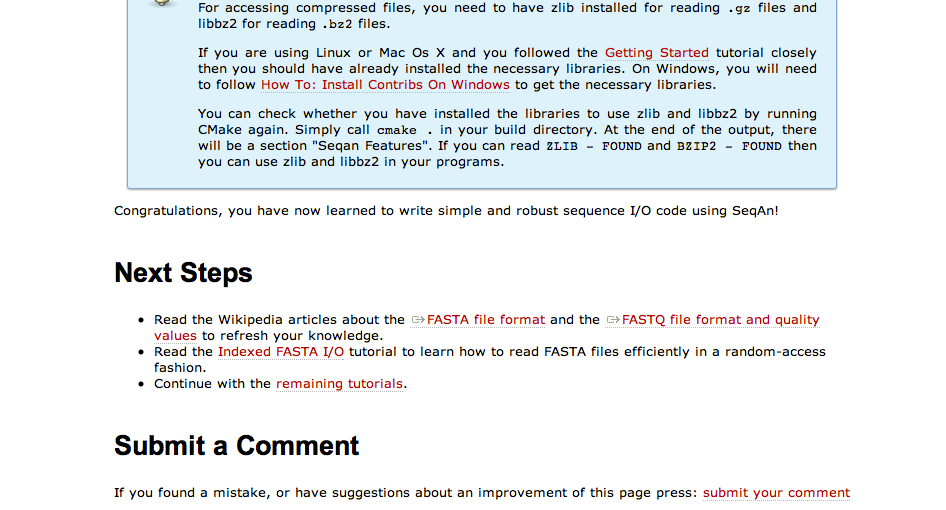 For accessing compressed files, you need to have zlib installed for reading .gz files and
libbz2 for reading .bz2 files.
If you are using Linux or Mac Os X and you followed the Getting Started tutorial closely
then you should have already installed the necessary libraries. On Windows, you will need
to follow How To: Install Contribs On Windows to get the necessary libraries.
You can check whether you have installed the libraries to use zlib and libbz2 by running
CMake again. Simply call cmake . in your build directory. At the end of the output, there
will be a section "Seqan Features". If you can read ZLIB - FOUND and BZIP2 - FOUND then
you can use zlib and libbz2 in your programs.
Congratulations, you have now learned to write simple and robust sequence I/O code using SeqAn!
Next Steps
• Read the Wikipedia articles about the FASTA file format and the FASTQ file format and quality
values to refresh your knowledge.
• Read the Indexed FASTA I/O tutorial to learn how to read FASTA files efficiently in a random-access
fashion.
• Continue with the remaining tutorials.
Submit a Comment
If you found a mistake, or have suggestions about an improvement of this page press: submit your comment